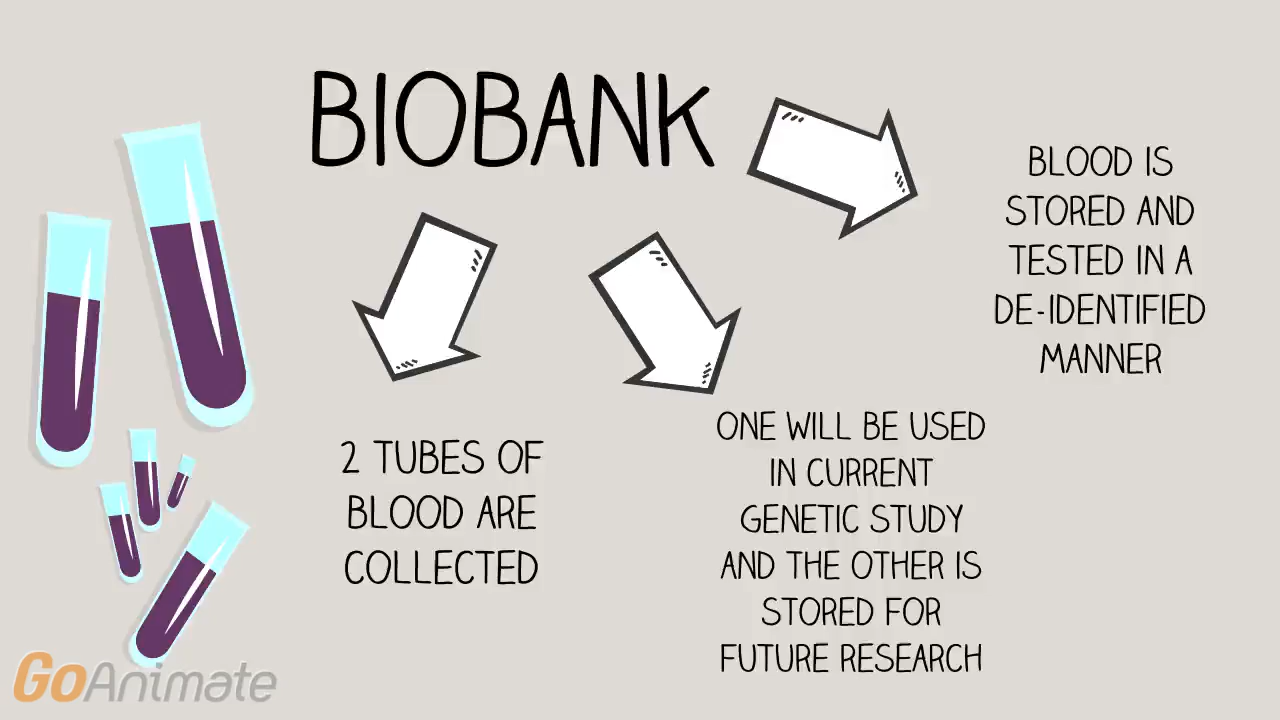 BIOBANK
2 TUBES OF
BLOOD ARE
COLLECTED
ONE WILL BE USED
IN CURRENT
GENETIC STUDY
AND THE OTHER IS
STORED FOR
FUTURE RESEARCH
BLOOD IS
STORED AND
TESTED IN A
DE-IDENTIFIED
MANNER
GoAnimate